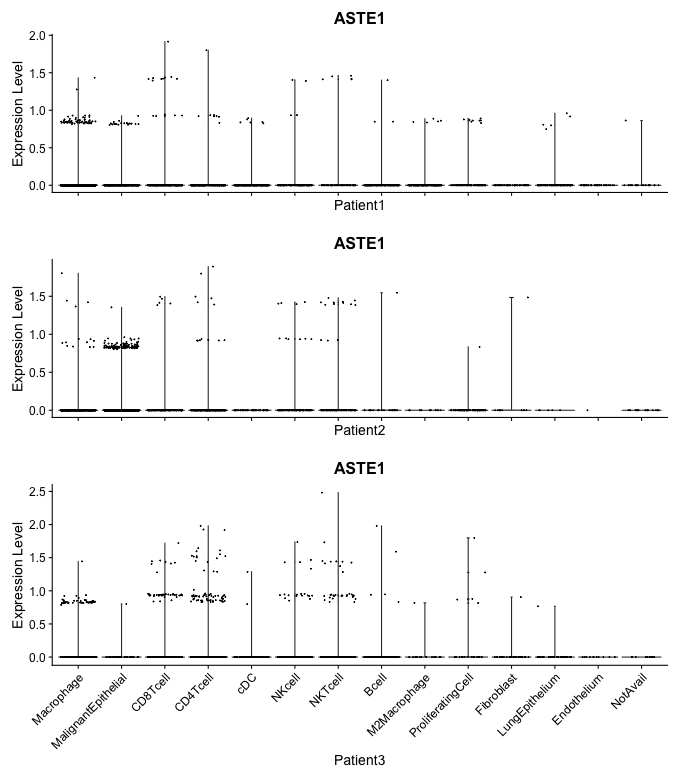 ASTE1
Expression Level
2.0
1.5
1.0
0.5
0.0
Patient1
ASTE1
Expression Level
1.5
1.0
0.5
0.0
Patient2
ASTE1
Expression Level
2.5
2.0
1.5
1.0
0.5
0.0
Macrophage
MalignantEpithelial
CD8Tcell
CD4Tcell
cDC
NKcell
NKTcell
Bcell
M2Macrophage
ProliferatingCell
Fibroblast
LungEpithelium
Endothelium
NotAvail
Patient3